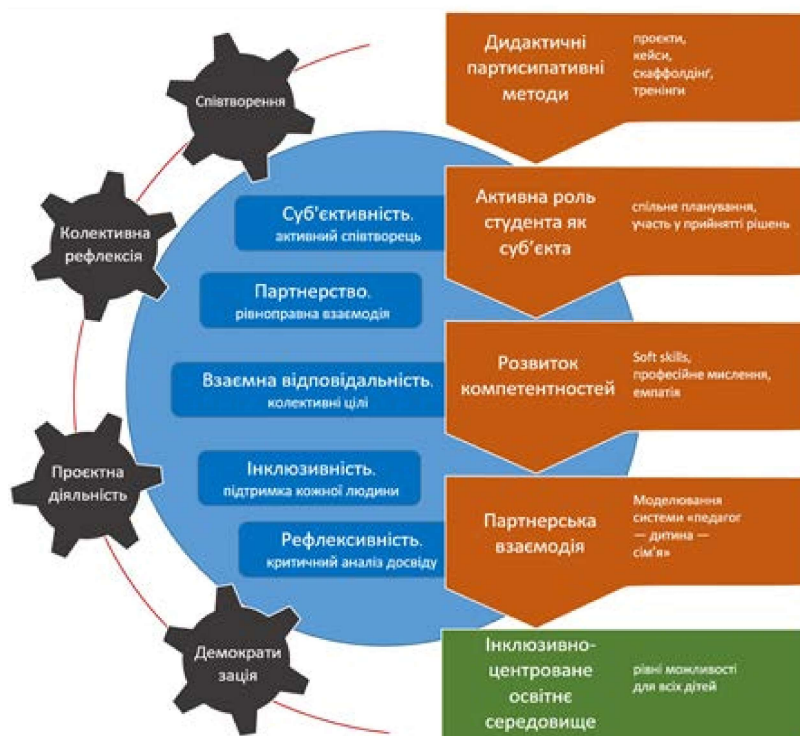 Співтворення
Колективна
рефлексія
Проєктна
діяльність
Демократи
зація
Суб'єктивність.
активний співтворець
Партнерство.
рівноправна взаємодія
Взаємна відповідальність.
колективні цілі
Інклюзивність.
підтримка кожної людини
Рефлексивність.
критичний аналіз досвіду
Дидактичні
партисипативні
методи
проєкти,
кейси,
скаффолдінг,
тренінги
Активна роль
студента як
суб’єкта
спільне планування,
участь у прийнятті рішень
Розвиток
компетентностей
Soft skills,
професійне мислення,
емпатія
Партнерська
взаємодія
Моделювання
системи «педагог
— дитина —
сім’я»
Інклюзивно-
центроване
освітнє
середовище
рівні можливості
для всіх дітей